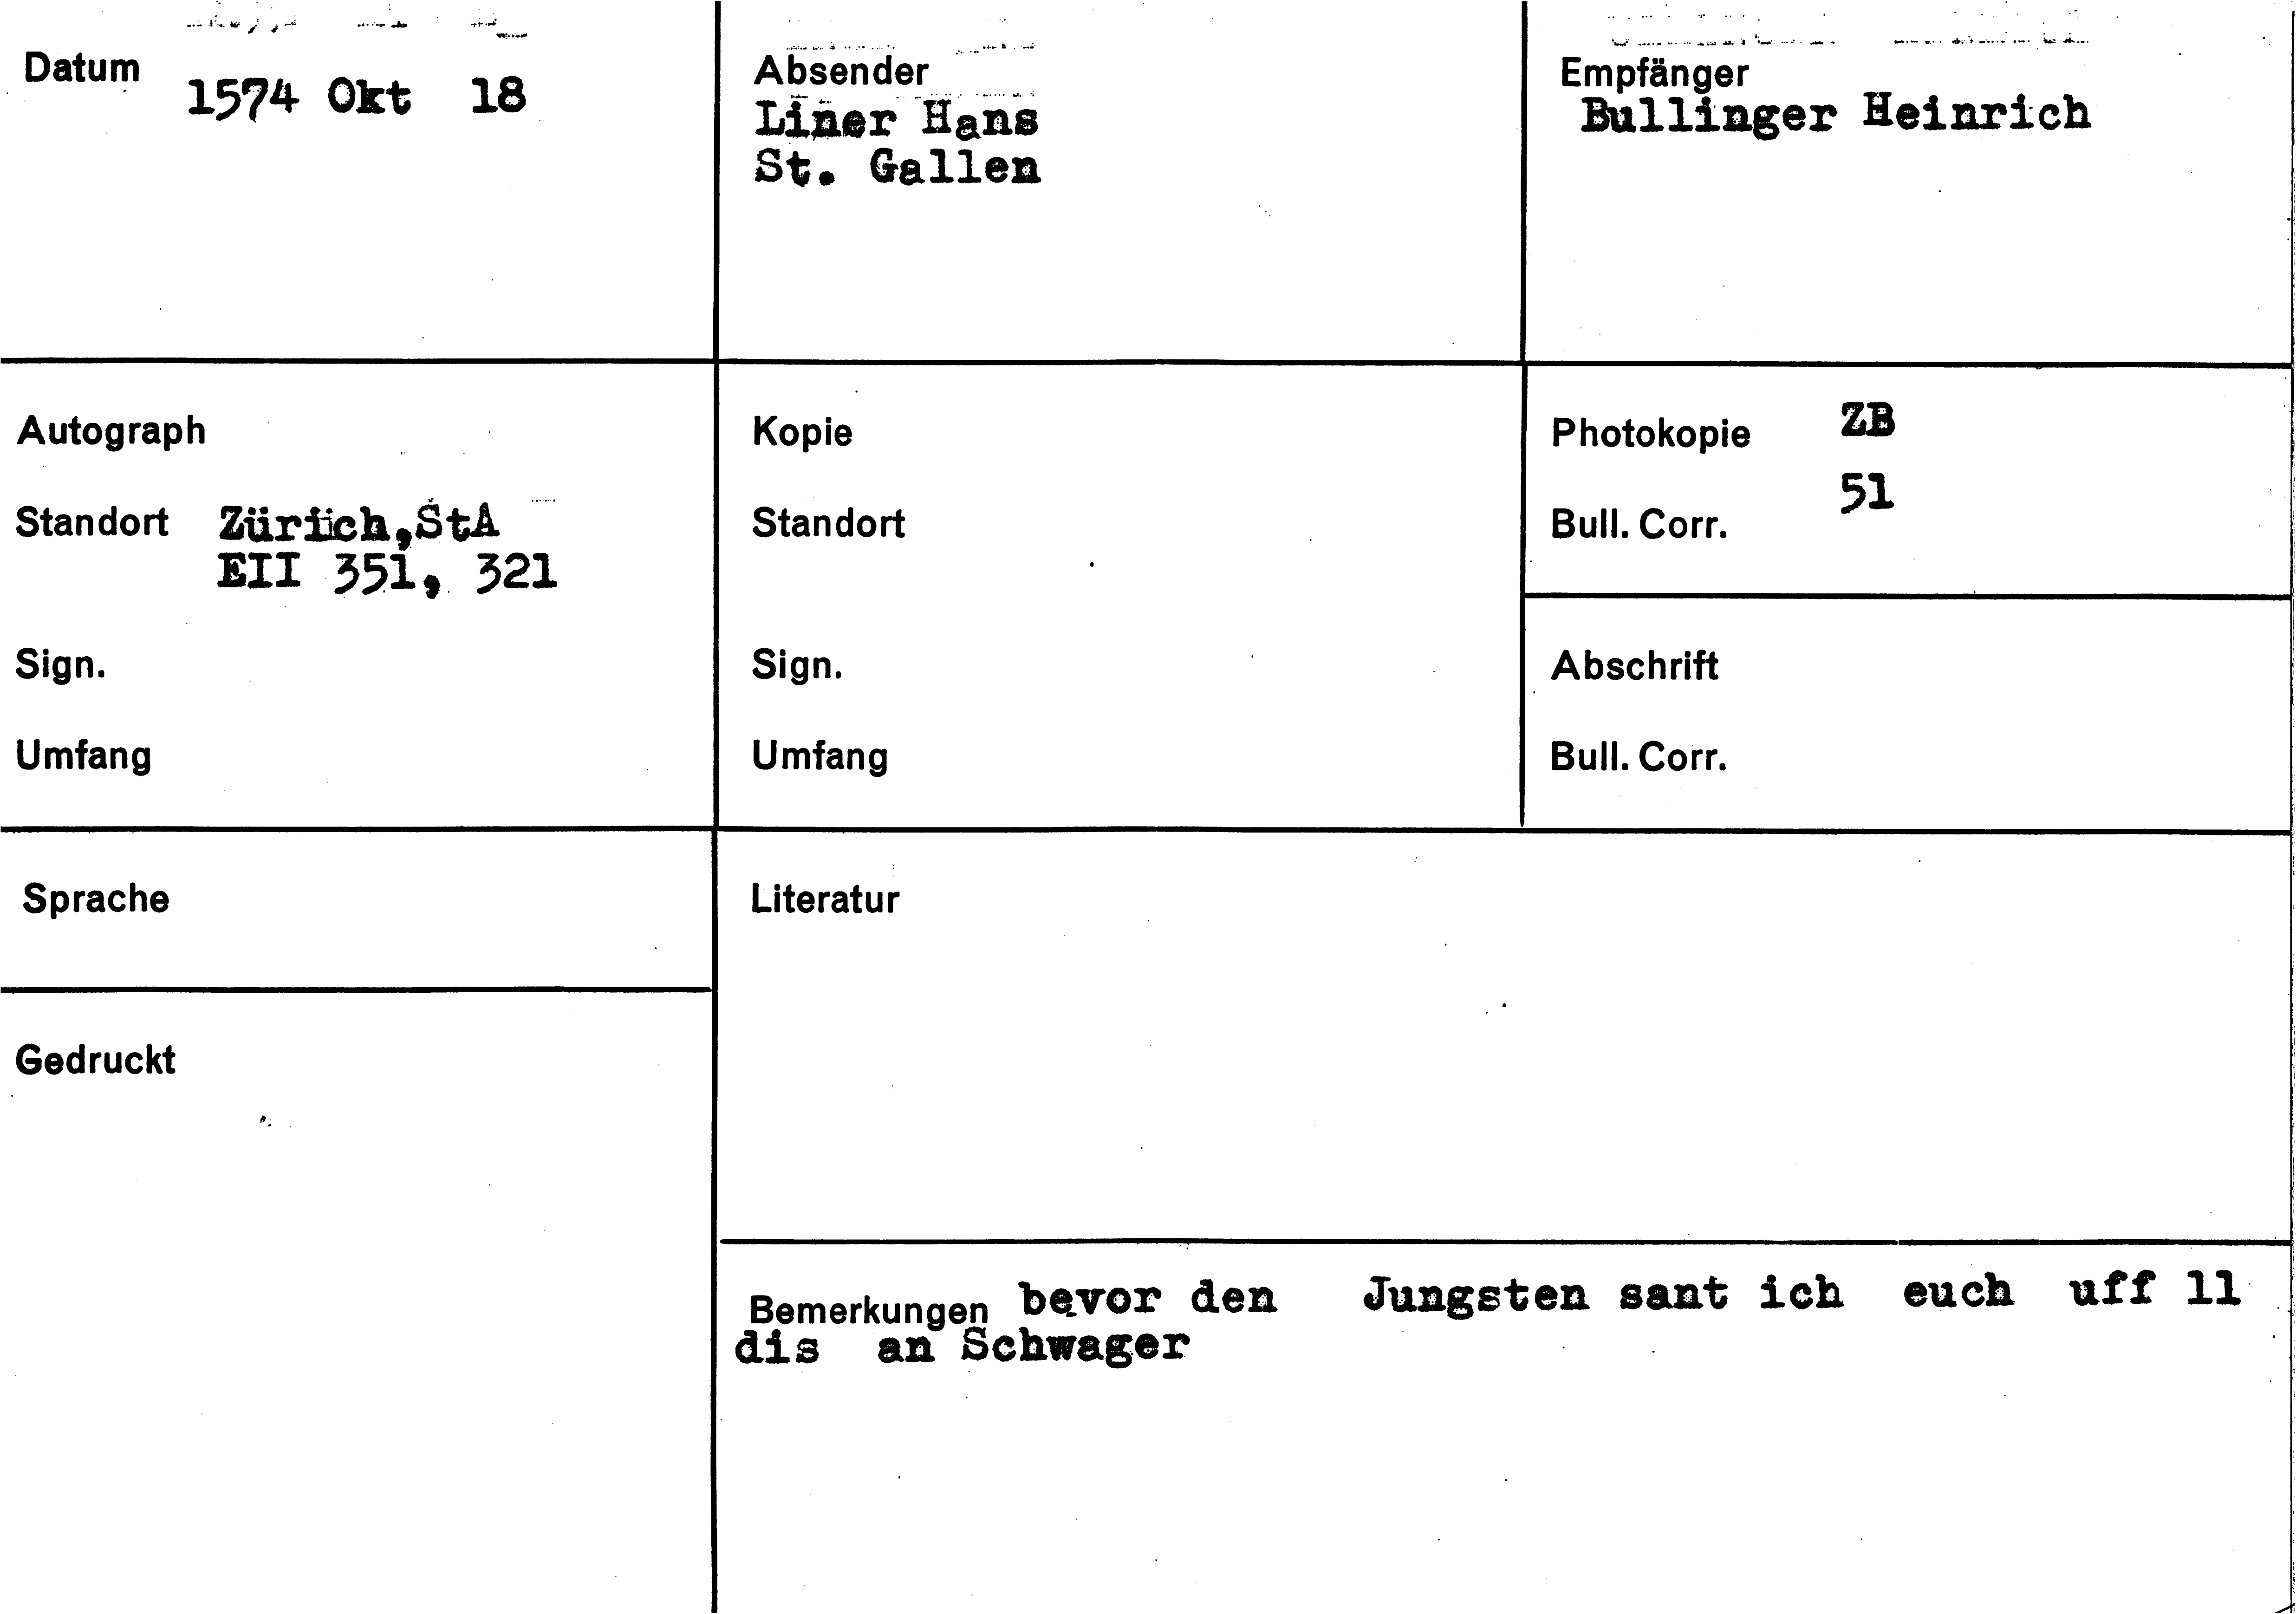 Datum 1574 Okt 18
Absender
Liner Hans
St. Gallen
Empfänger
Bullinger Heinrich
Autograph
Standort Zürich,StA
EII 351, 321
Sign.
Umfang
Kopie
Standort
Sign.
Umfang
Photokopie ZB
Bull. Corr. 51
Abschrift
Bull. Corr.
Sprache
Gedruckt
Literatur
Bemerkungen bevor den Jungsten sant ich euch uff 11
dis an Schwager